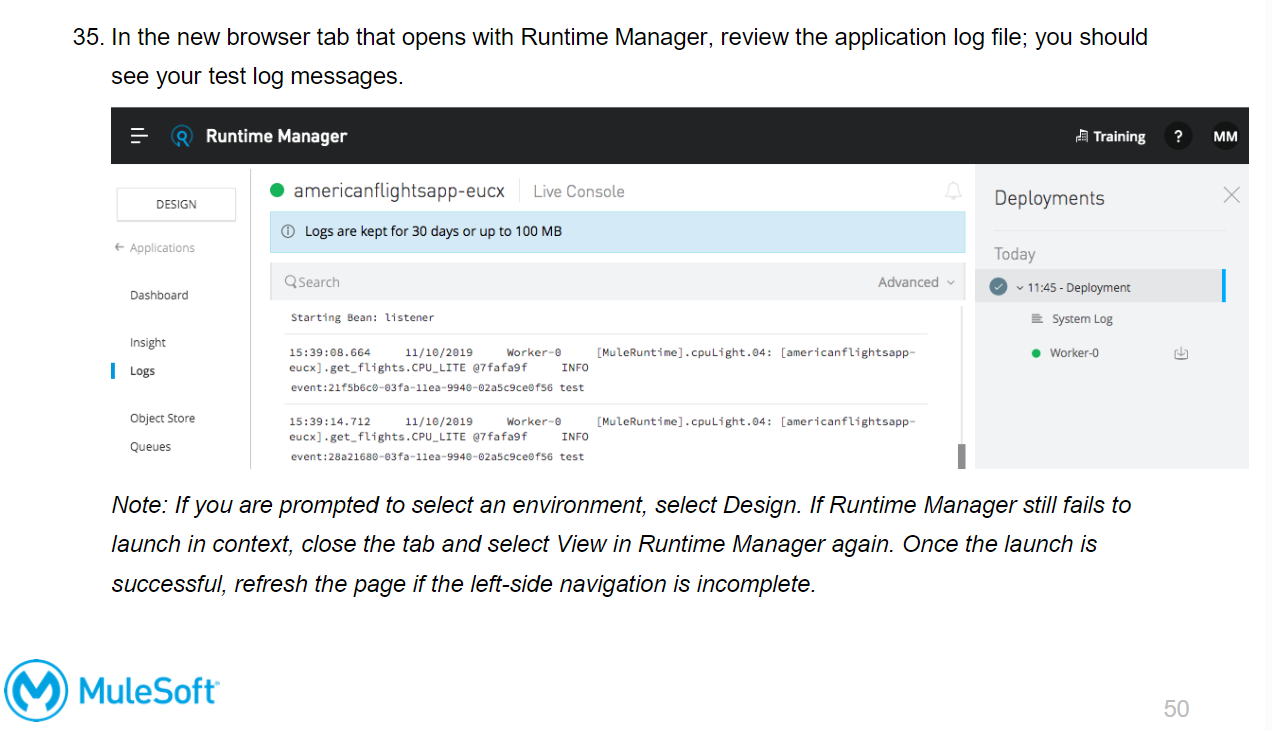 35. In the new browser tab that opens with Runtime Manager, review the application log file; you should
see your test log messages.
Runtime Manager
Training
?
MM
DESIGN
Applications
Dashboard
Insight
Logs
Object Store
Queues
americanflightsapp-eucx
Live Console
Logs are kept for 30 days or up to 100 MB
Search
Advanced
Starting Bean: listener
15:39:08.664 11/10/2019 Worker-0 [MuleRuntime].cpuLight.04: [americanflightsapp-
eucx].get_flights.CPU_LITE @7fafa9f INFO
event:21f5b6c0-03fa-11ea-9940-02a5c9ce0f56 test
15:39:14.712 11/10/2019 Worker-0 [MuleRuntime].cpuLight.04: [americanflightsapp-
eucx].get_flights.CPU_LITE @7fafa9f INFO
event:28a21680-03fa-11ea-9940-02a5c9ce0f56 test
Deployments
Today
11:45 - Deployment
System Log
Worker-0
Note: If you are prompted to select an environment, select Design. If Runtime Manager still fails to
launch in context, close the tab and select View in Runtime Manager again. Once the launch is
successful, refresh the page if the left-side navigation is incomplete.
MuleSoft
50